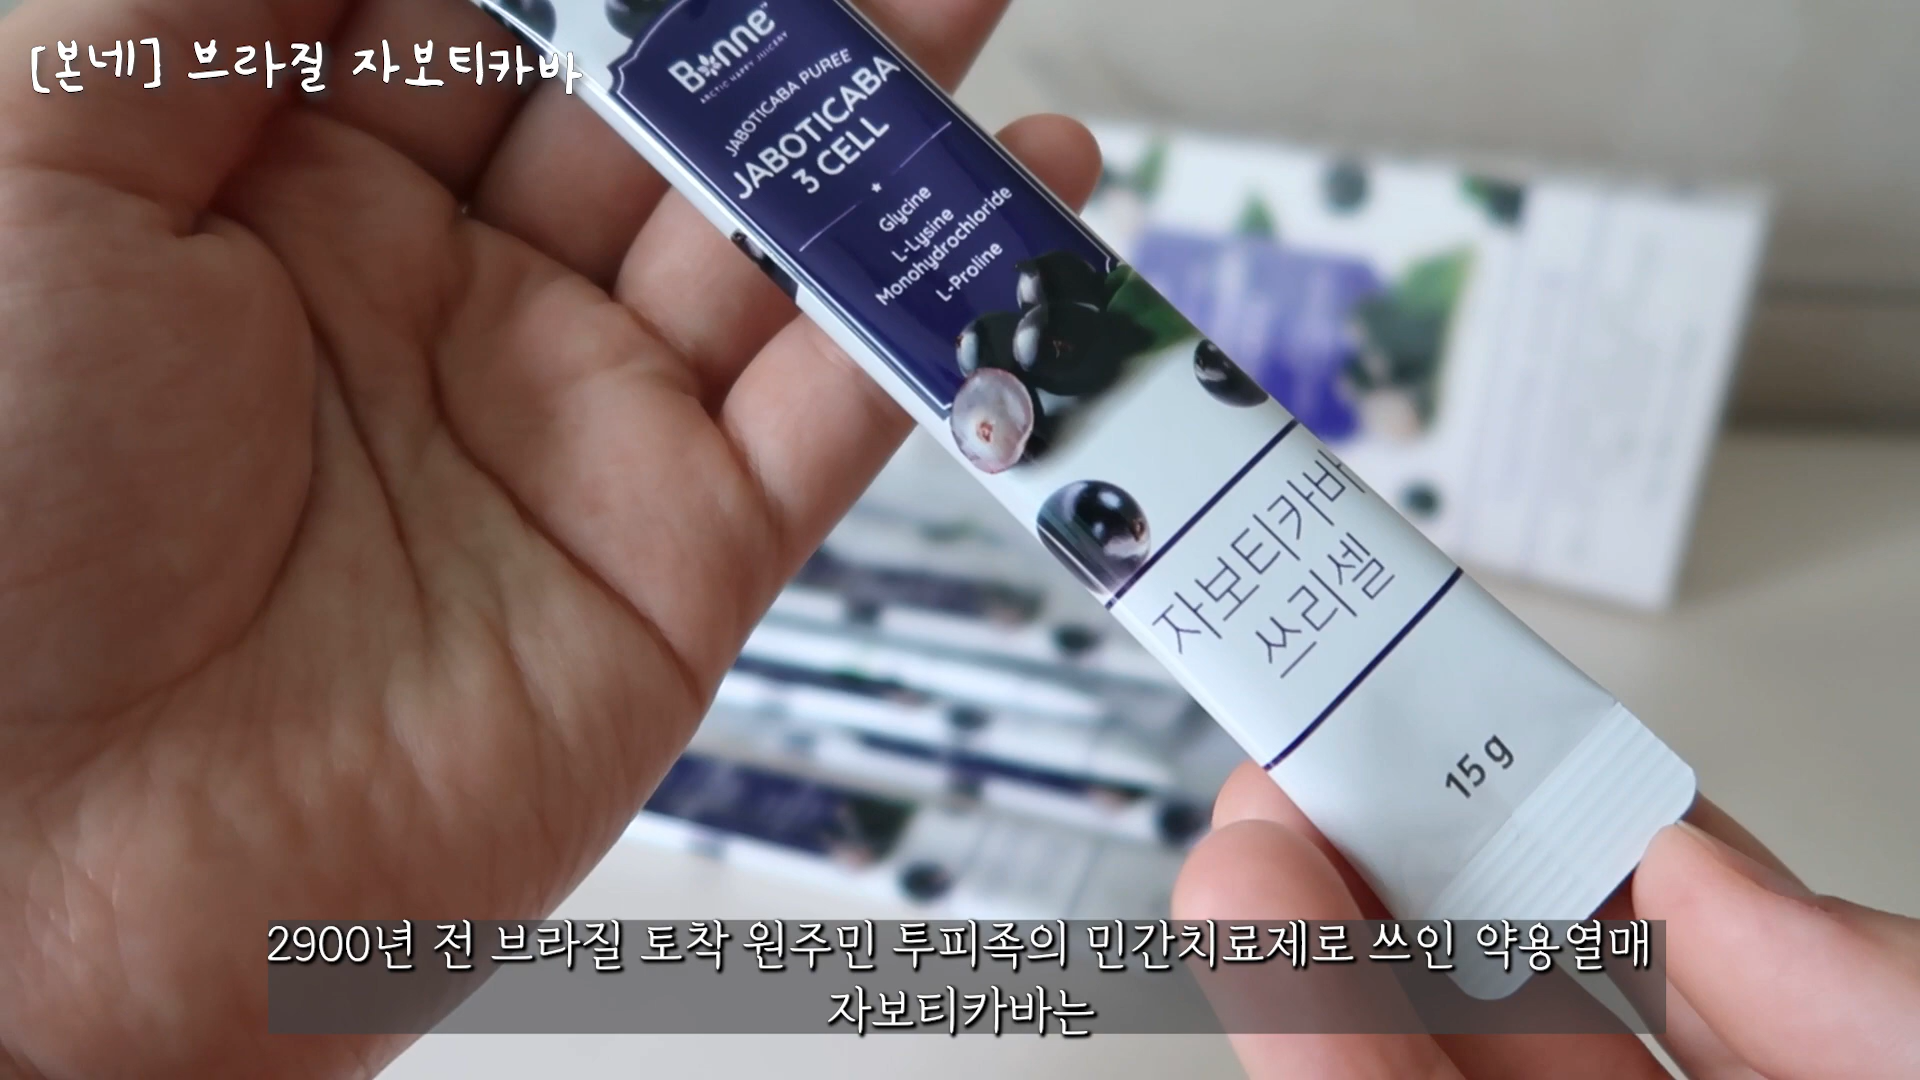 [본네] 브라질 자보티카바
Bonne™
ARCTIC HAPPY JUICERY
JABOTICABA PUREE
JABOTICABA
3 CELL
Glycine
L-Lysine
Monohydrochloride
L-Proline
자보티카바
쓰리셀
15 g
2900년 전 브라질 토착 원주민 투피족의 민간치료제로 쓰인 약용열매
자보티카바는